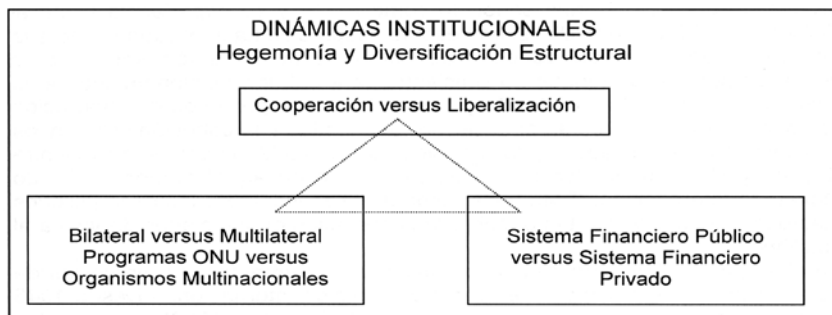 DINÁMICAS INSTITUCIONALES
Hegemonía y Diversificación Estructural
Cooperación versus Liberalización
Bilateral versus Multilateral
Programas ONU versus
Organismos Multinacionales
Sistema Financiero Público
versus Sistema Financiero
Privado